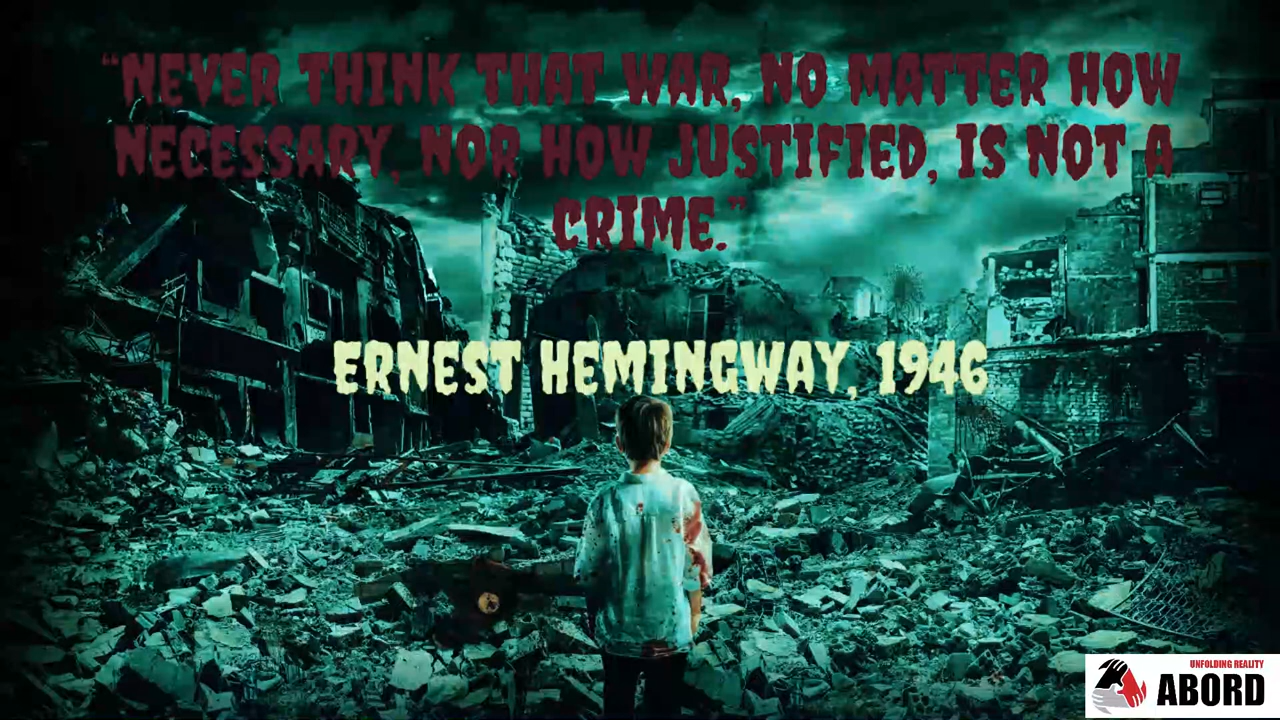 “NEVER THINK THAT WAR, NO MATTER HOW
NECESSARY, NOR HOW JUSTIFIED, IS NOT A
CRIME.”
ERNEST HEMINGWAY, 1946
UNFOLDING REALITY
ABORD